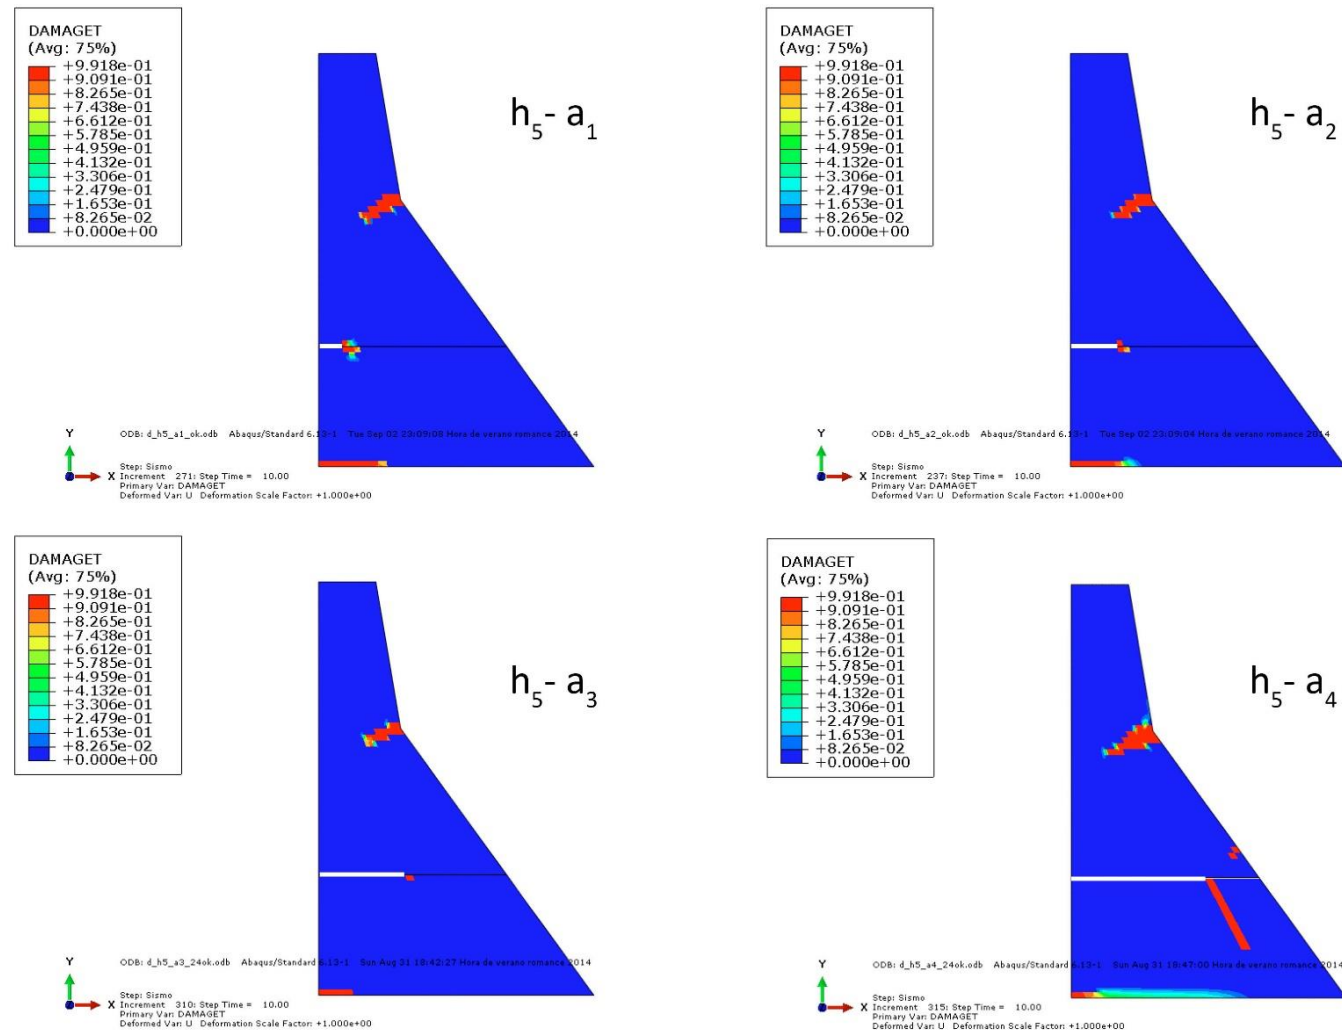 DAMAGET
(Avg: 75%)
+9.918e-01
+9.091e-01
+8.265e-01
+7.438e-01
+6.612e-01
+5.785e-01
+4.959e-01
+4.132e-01
+3.306e-01
+2.479e-01
+1.653e-01
+8.265e-02
+0.000e+00
h5- a1
Y
X
ODB: d_h5_a1_ok.odb Abaqus/Standard 6.13-1 Tue Sep 02 23:09:08 Hora de verano romance 2014
Step: Sismo
Increment 271: Step Time = 10.00
Primary Var: DAMAGET
Deformed Var: U Deformation Scale Factor: +1.000e+00
DAMAGET
(Avg: 75%)
+9.918e-01
+9.091e-01
+8.265e-01
+7.438e-01
+6.612e-01
+5.785e-01
+4.959e-01
+4.132e-01
+3.306e-01
+2.479e-01
+1.653e-01
+8.265e-02
+0.000e+00
h5- a2
Y
X
ODB: d_h5_a2_ok.odb Abaqus/Standard 6.13-1 Tue Sep 02 23:09:04 Hora de verano romance 2014
Step: Sismo
Increment 237: Step Time = 10.00
Primary Var: DAMAGET
Deformed Var: U Deformation Scale Factor: +1.000e+00
DAMAGET
(Avg: 75%)
+9.918e-01
+9.091e-01
+8.265e-01
+7.438e-01
+6.612e-01
+5.785e-01
+4.959e-01
+4.132e-01
+3.306e-01
+2.479e-01
+1.653e-01
+8.265e-02
+0.000e+00
h5- a3
Y
X
ODB: d_h5_a3_24ok.odb Abaqus/Standard 6.13-1 Sun Aug 31 18:42:27 Hora de verano romance 2014
Step: Sismo
Increment 310: Step Time = 10.00
Primary Var: DAMAGET
Deformed Var: U Deformation Scale Factor: +1.000e+00
DAMAGET
(Avg: 75%)
+9.918e-01
+9.091e-01
+8.265e-01
+7.438e-01
+6.612e-01
+5.785e-01
+4.959e-01
+4.132e-01
+3.306e-01
+2.479e-01
+1.653e-01
+8.265e-02
+0.000e+00
h5- a4
Y
X
ODB: d_h5_a4_24ok.odb Abaqus/Standard 6.13-1 Sun Aug 31 18:47:00 Hora de verano romance 2014
Step: Sismo
Increment 315: Step Time = 10.00
Primary Var: DAMAGET
Deformed Var: U Deformation Scale Factor: +1.000e+00